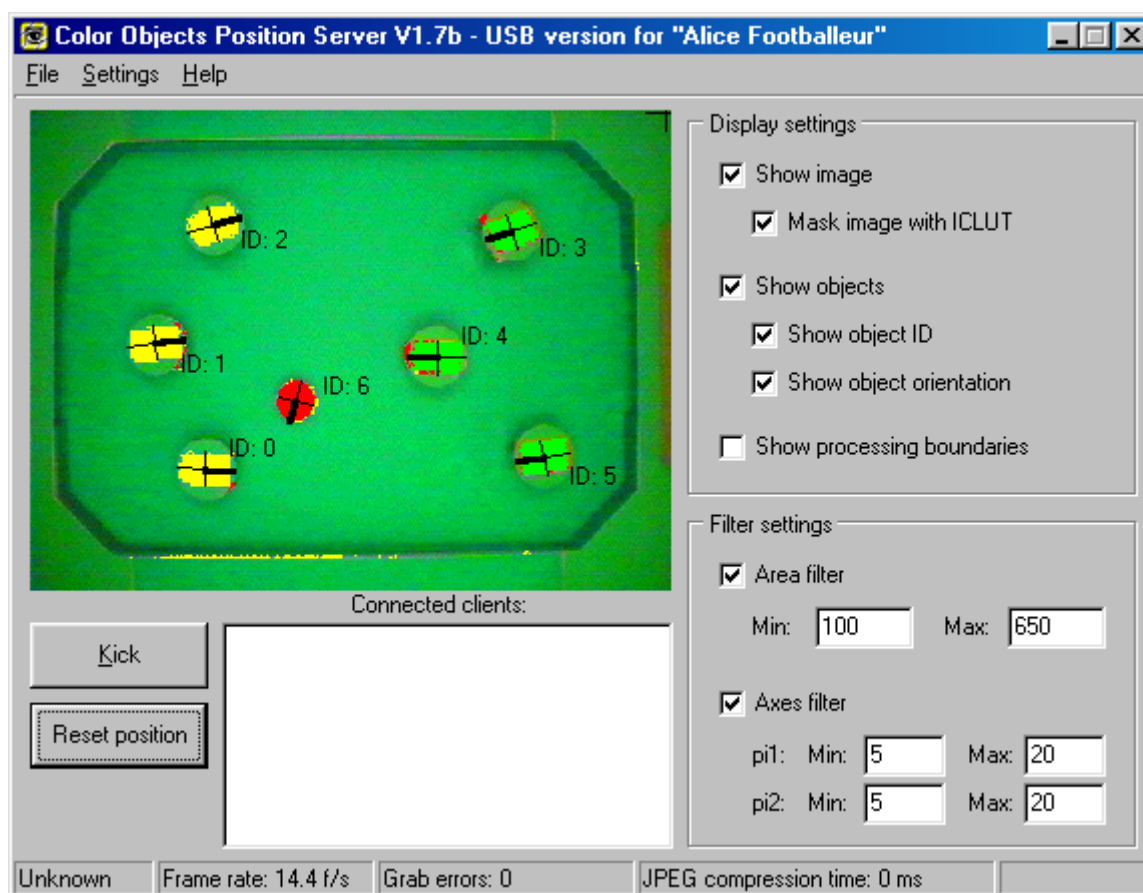 Color Objects Position Server V1.7b - USB version for "Alice Footballeur"
File Settings Help
ID: 2
ID: 3
ID: 4
ID: 1
ID: 6
ID: 0
ID: 5
Display settings
Show image
Mask image with ICLUT
Show objects
Show object ID
Show object orientation
Show processing boundaries
Filter settings
Area filter
Min: 100 Max: 650
Axes filter
pi1: Min: 5 Max: 20
pi2: Min: 5 Max: 20
Connected clients:
Kick
Reset position
Unknown Frame rate: 14.4 f/s Grab errors: 0 JPEG compression time: 0 ms